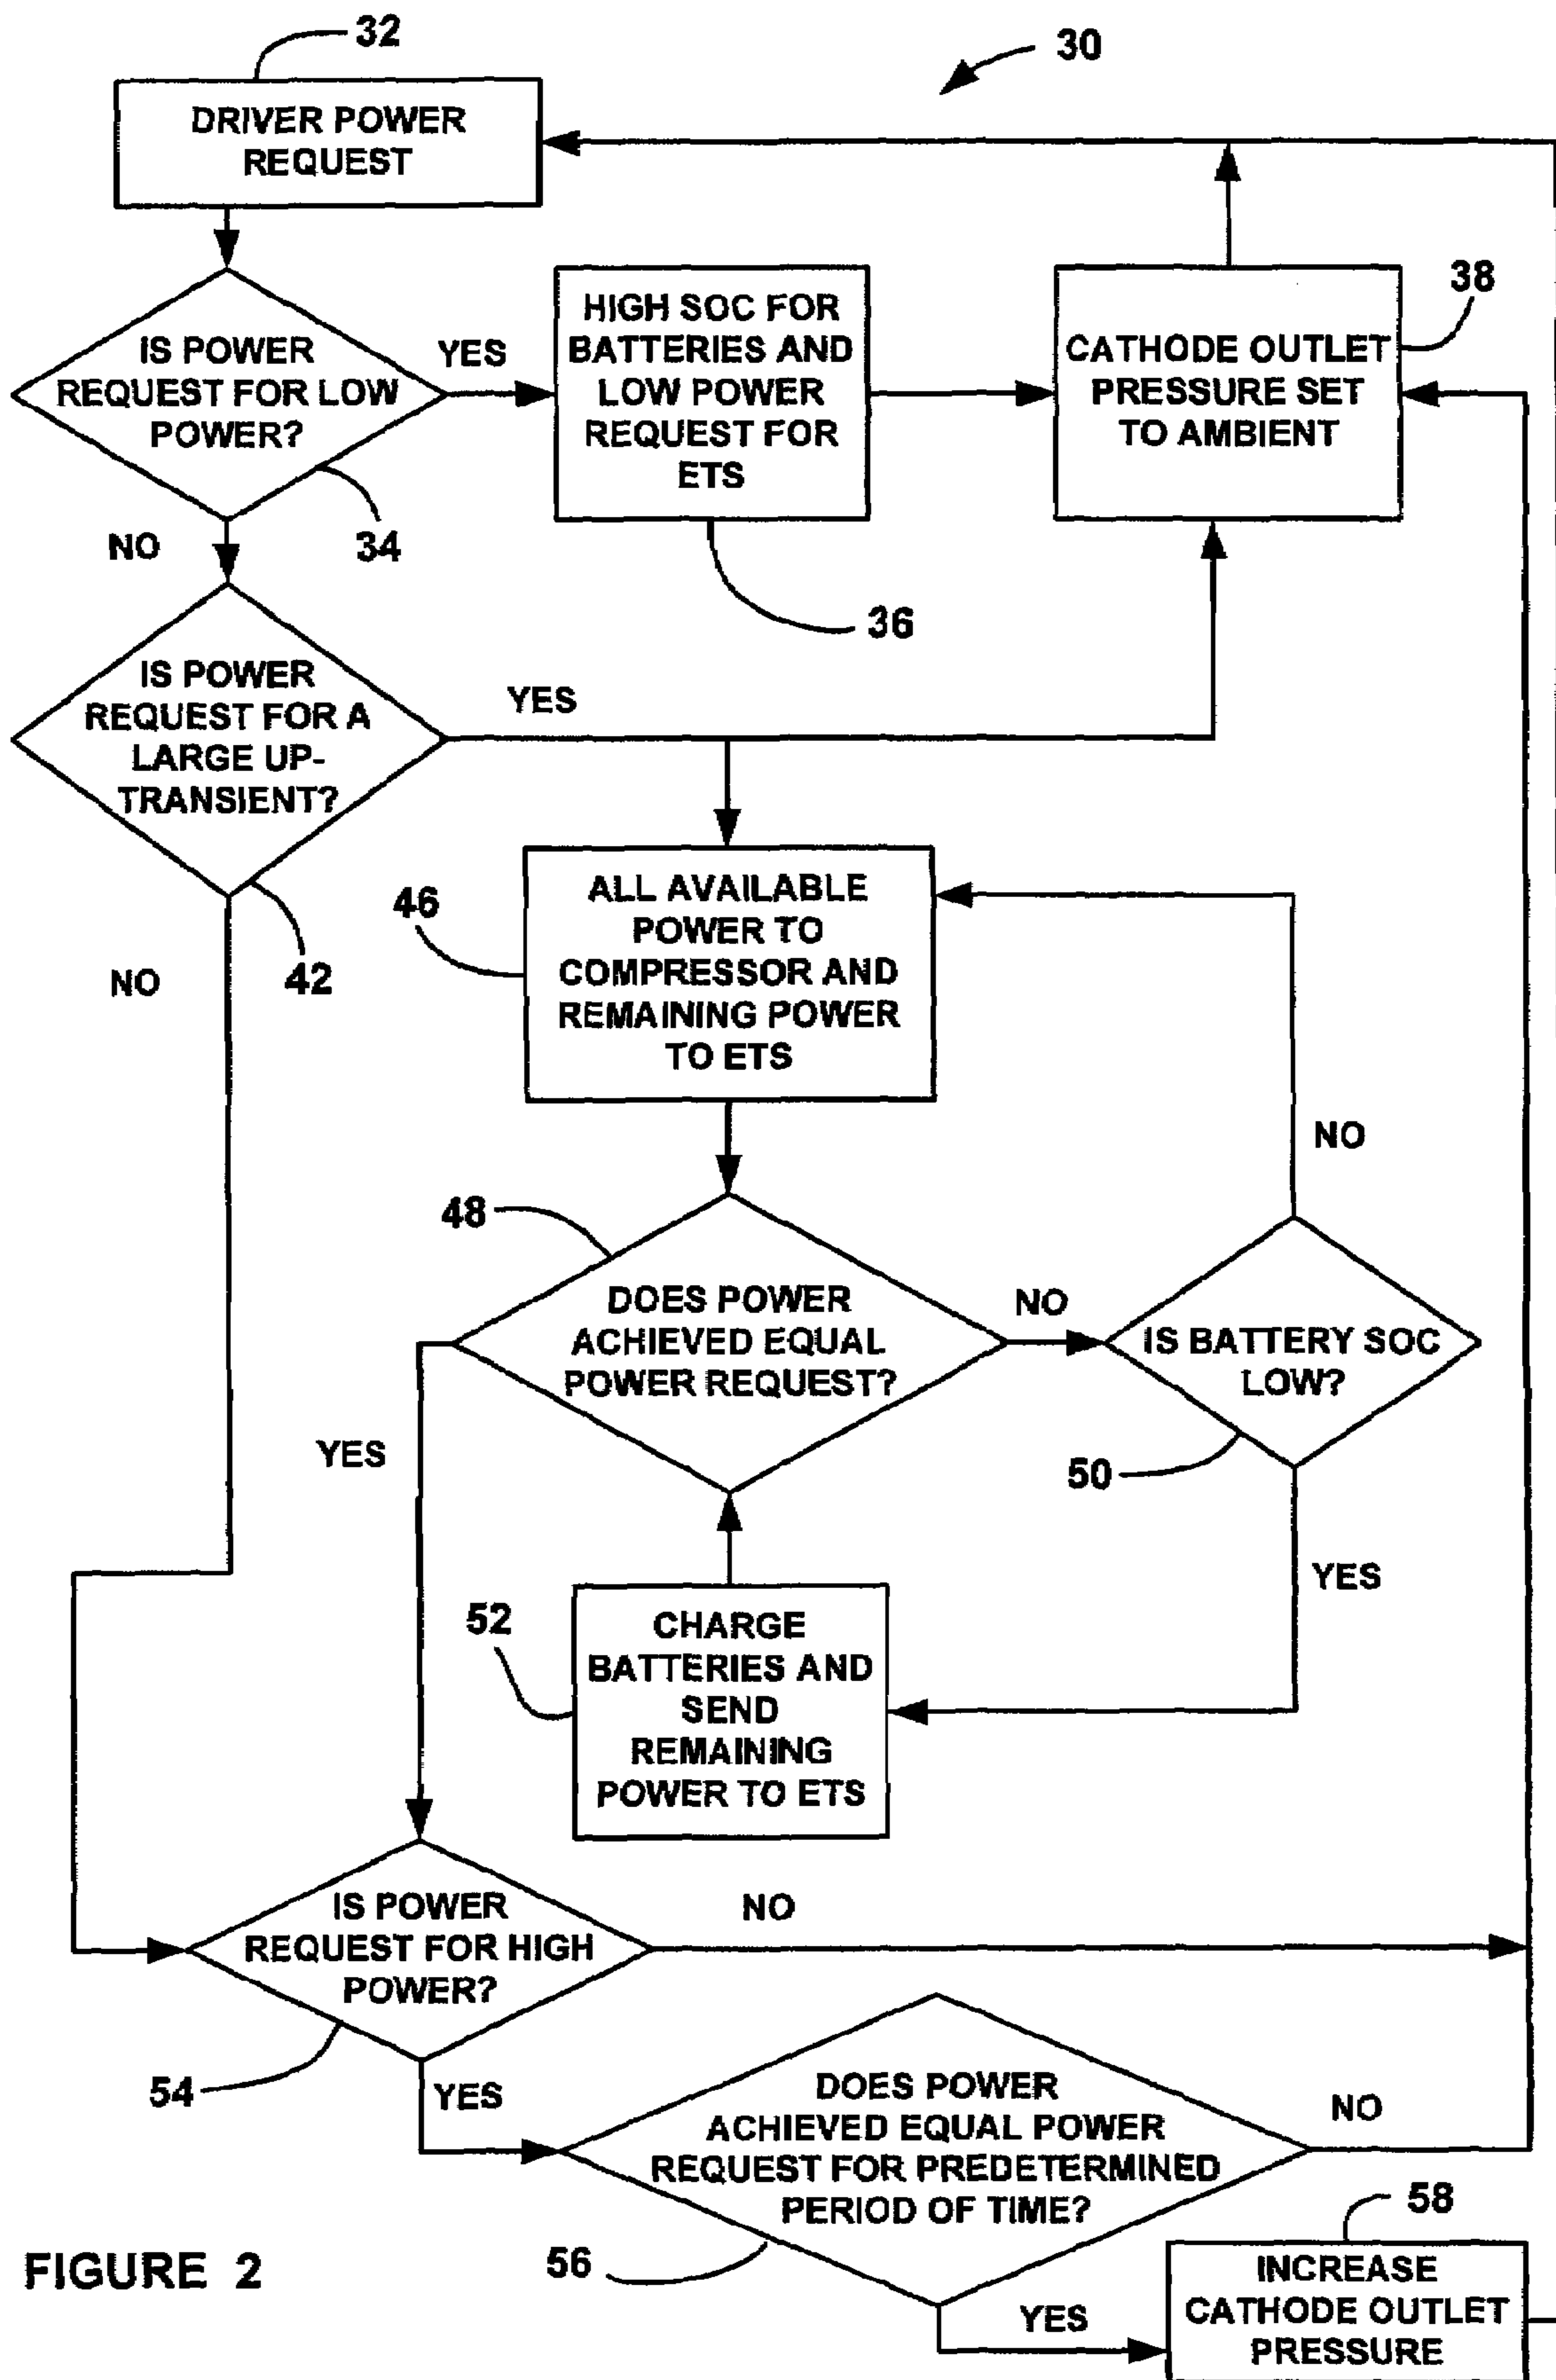 32
30
DRIVER POWER
REQUEST
IS POWER
REQUEST FOR LOW
POWER?
YES
NO
34
HIGH SOC FOR
BATTERIES AND
LOW POWER
REQUEST FOR
ETS
36
CATHODE OUTLET
PRESSURE SET
TO AMBIENT
38
IS POWER
REQUEST FOR A
LARGE UP-
TRANSIENT?
YES
NO
42
46
ALL AVAILABLE
POWER TO
COMPRESSOR AND
REMAINING POWER
TO ETS
48
DOES POWER
ACHIEVED EQUAL
POWER REQUEST?
NO
YES
IS BATTERY SOC
LOW?
NO
50
YES
52
CHARGE
BATTERIES AND
SEND
REMAINING
POWER TO ETS
IS POWER
REQUEST FOR HIGH
POWER?
NO
54
YES
DOES POWER
ACHIEVED EQUAL POWER
REQUEST FOR PREDETERMINED
PERIOD OF TIME?
NO
56
YES
58
INCREASE
CATHODE OUTLET
PRESSURE
FIGURE 2